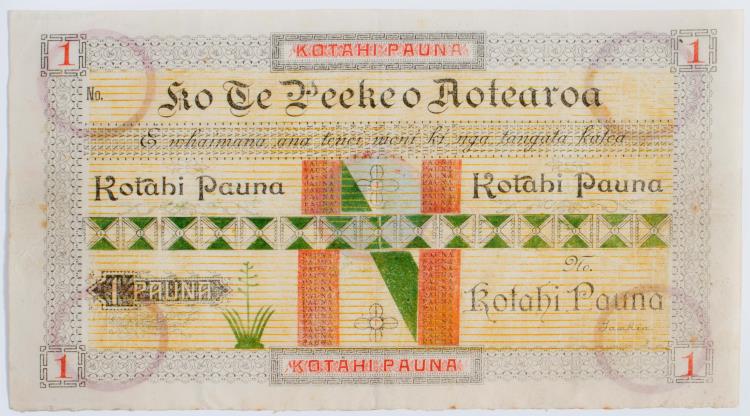 1 KOTAHI PAUNA 1
No. Ko Te Peeke o Aotearoa
E whaimana ana tenei moni ki nga tangata katoa
Kotahi Pauna Kotahi Pauna
No.
1 PAUNA Kotahi Pauna
1 KOTAHI PAUNA 1